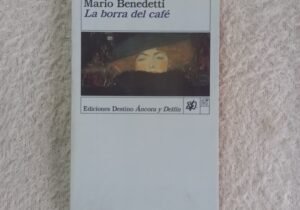 Mario Benedetti
La borra del café
Ediciones Destino Áncora y Delfín